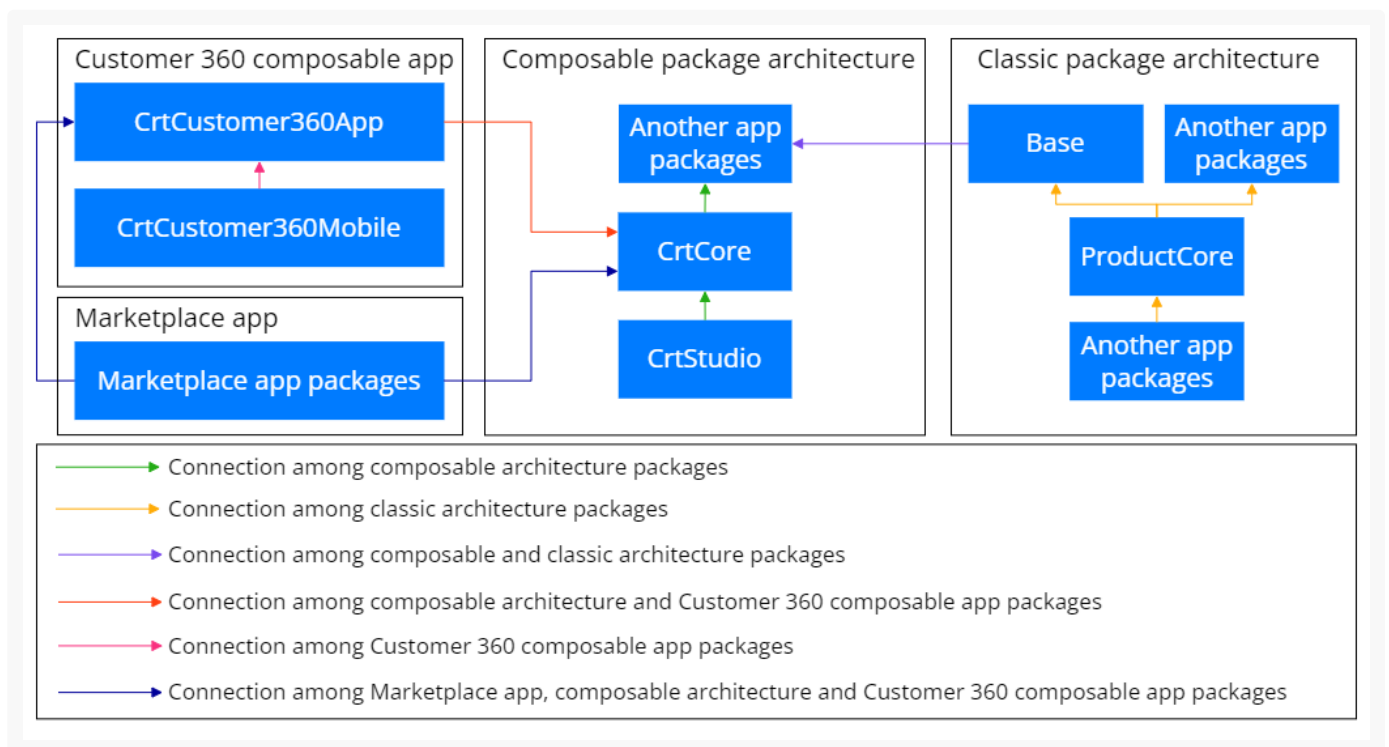 Customer 360 composable app
CrtCustomer360App
CrtCustomer360Mobile
Marketplace app
Marketplace app packages
Composable package architecture
Another app
packages
CrtCore
CrtStudio
Classic package architecture
Base
Another app
packages
ProductCore
Another app
packages
Connection among composable architecture packages
Connection among classic architecture packages
Connection among composable and classic architecture packages
Connection among composable architecture and Customer 360 composable app packages
Connection among Customer 360 composable app packages
Connection among Marketplace app, composable architecture and Customer 360 composable app packages